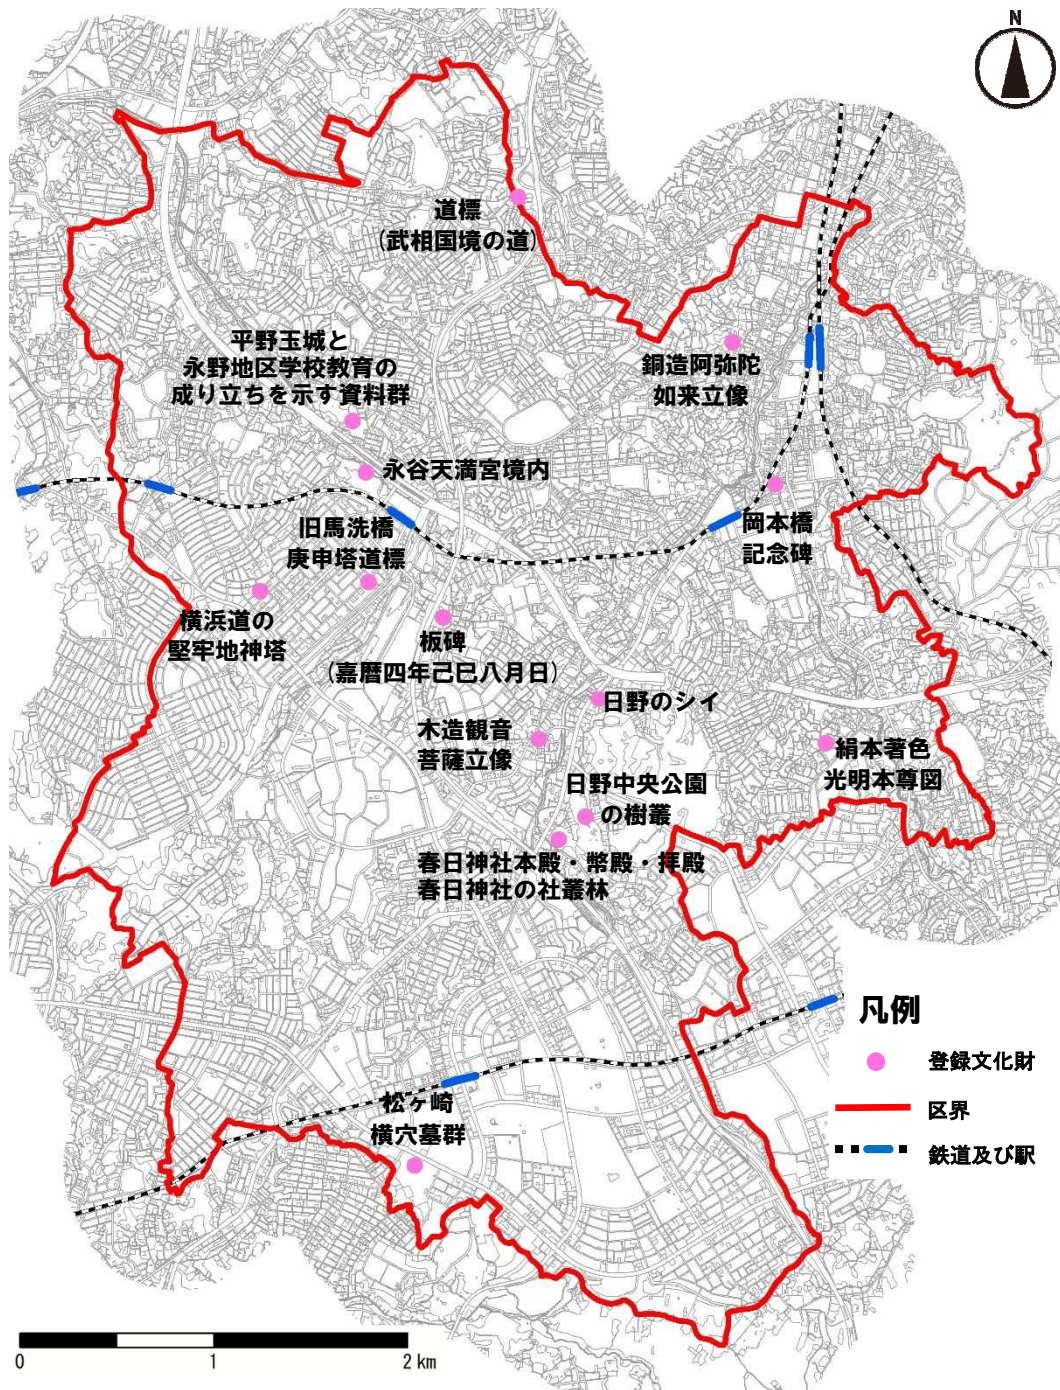 N
道標
(武相国境の道)
平野玉城と
永野地区学校教育の
成り立ちを示す資料群
銅造阿弥陀
如来立像
永谷天満宮境内
旧馬洗橋
庚申塔道標
岡本橋
記念碑
横浜道の
堅牢地神塔
板碑
(嘉暦四年己巳八月日)
日野のシイ
木造観音
菩薩立像
絹本著色
光明本尊図
日野中央公園
の樹叢
春日神社本殿・幣殿・拝殿
春日神社の社叢林
松ヶ崎
横穴墓群
凡例
登録文化財
区界
鉄道及び駅
0 1 2 km